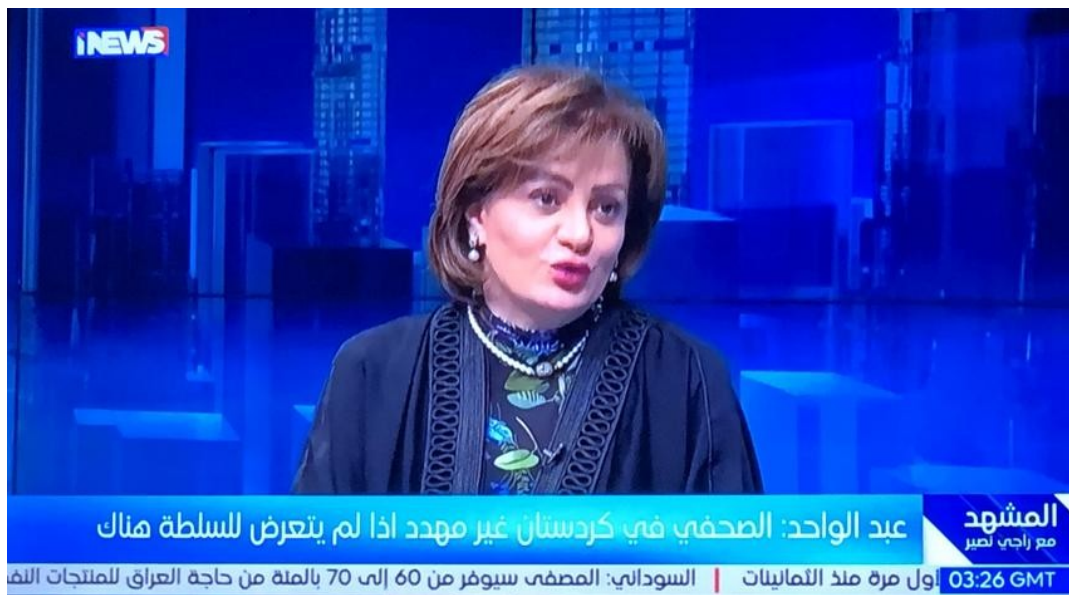 iNEWS
عبد الواحد: الصحفي في كردستان غير مهدد اذا لم يتعرض للسلطة هناك
المشهد
مع راجي نصير
03:26 GMT
اول مرة منذ الثمانينات | السوداني: المصفى سيوفر من 60 إلى 70 بالمئة من حاجة العراق للمنتجات